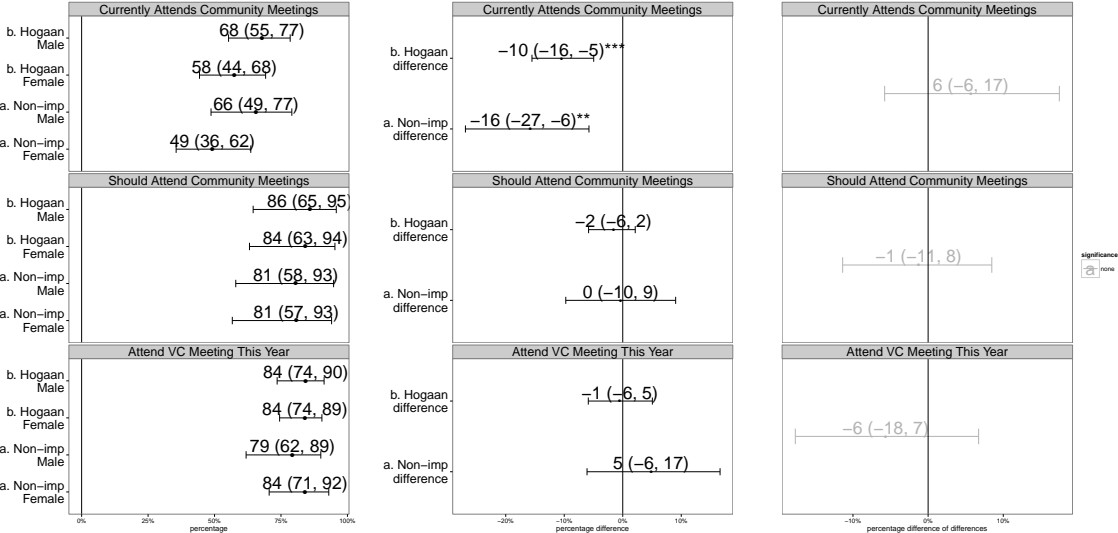 Currently Attends Community Meetings
b. Hogaan
Male
68 (55, 77)
b. Hogaan
Female
58 (44, 68)
a. Non−imp
Male
66 (49, 77)
a. Non−imp
Female
49 (36, 62)
Should Attend Community Meetings
b. Hogaan
Male
86 (65, 95)
b. Hogaan
Female
84 (63, 94)
a. Non−imp
Male
81 (58, 93)
a. Non−imp
Female
81 (57, 93)
Attend VC Meeting This Year
b. Hogaan
Male
84 (74, 90)
b. Hogaan
Female
84 (74, 89)
a. Non−imp
Male
79 (62, 89)
a. Non−imp
Female
84 (71, 92)
0% 25% 50% 75% 100%
percentage
Currently Attends Community Meetings
b. Hogaan
difference
−10 (−16, −5)***
a. Non−imp
difference
−16 (−27, −6)**
Should Attend Community Meetings
b. Hogaan
difference
−2 (−6, 2)
a. Non−imp
difference
0 (−10, 9)
Attend VC Meeting This Year
b. Hogaan
difference
−1 (−6, 5)
a. Non−imp
difference
5 (−6, 17)
−20% −10% 0% 10%
percentage difference
Currently Attends Community Meetings
6 (−6, 17)
Should Attend Community Meetings
−1 (−11, 8)
Attend VC Meeting This Year
−6 (−18, 7)
−10% 0% 10%
percentage difference of differences
significance
a none